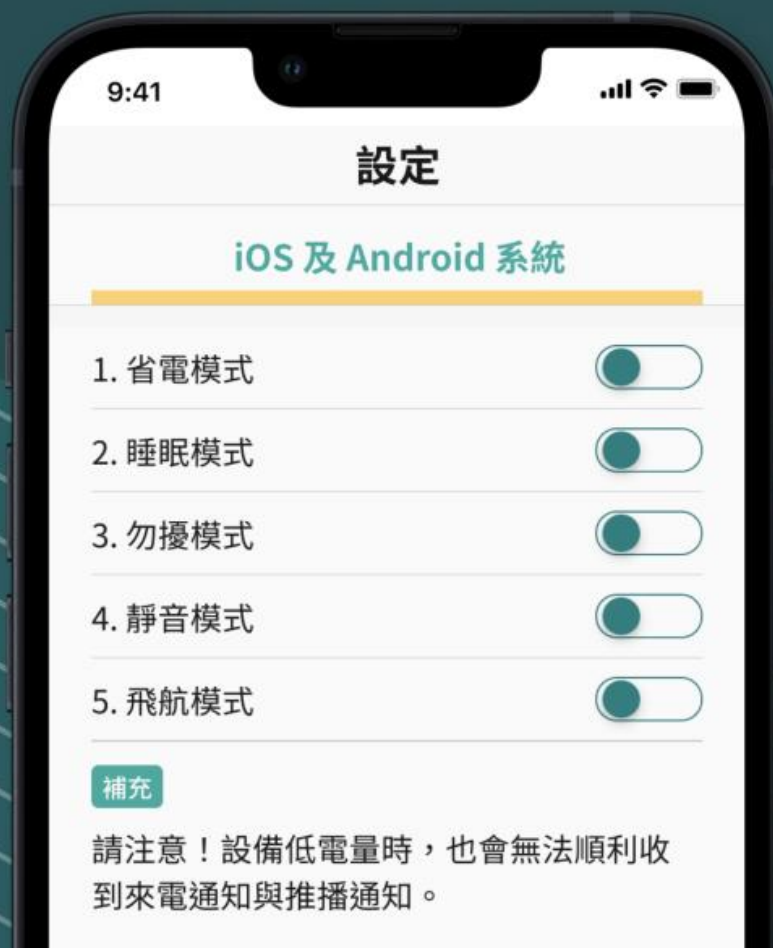 9:41
設定
iOS 及 Android 系統
1. 省電模式
2. 睡眠模式
3. 勿擾模式
4. 靜音模式
5. 飛航模式
補充
請注意！設備低電量時，也會無法順利收
到來電通知與推播通知。